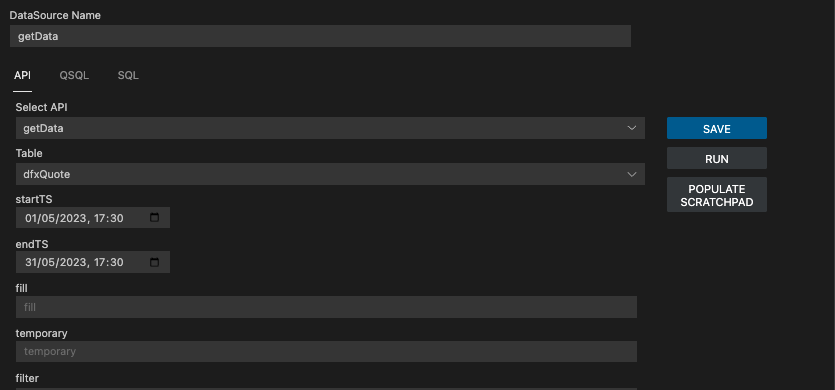 DataSource Name
getData
API QSQL SQL
Select API
getData
SAVE
Table
RUN
dfxQuote
POPULATE
SCRATCHPAD
startTS
01/05/2023, 17:30
endTS
31/05/2023, 17:30
fill
fill
temporary
temporary
filter